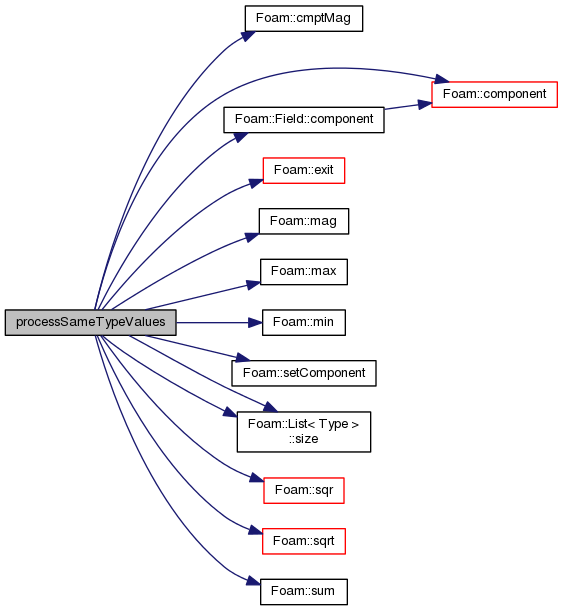 Foam::cmptMag
Foam::component
Foam::Field::component
Foam::exit
Foam::mag
Foam::max
processSameTypeValues
Foam::min
Foam::setComponent
Foam::List< Type >
::size
Foam::sqr
Foam::sqrt
Foam::sum